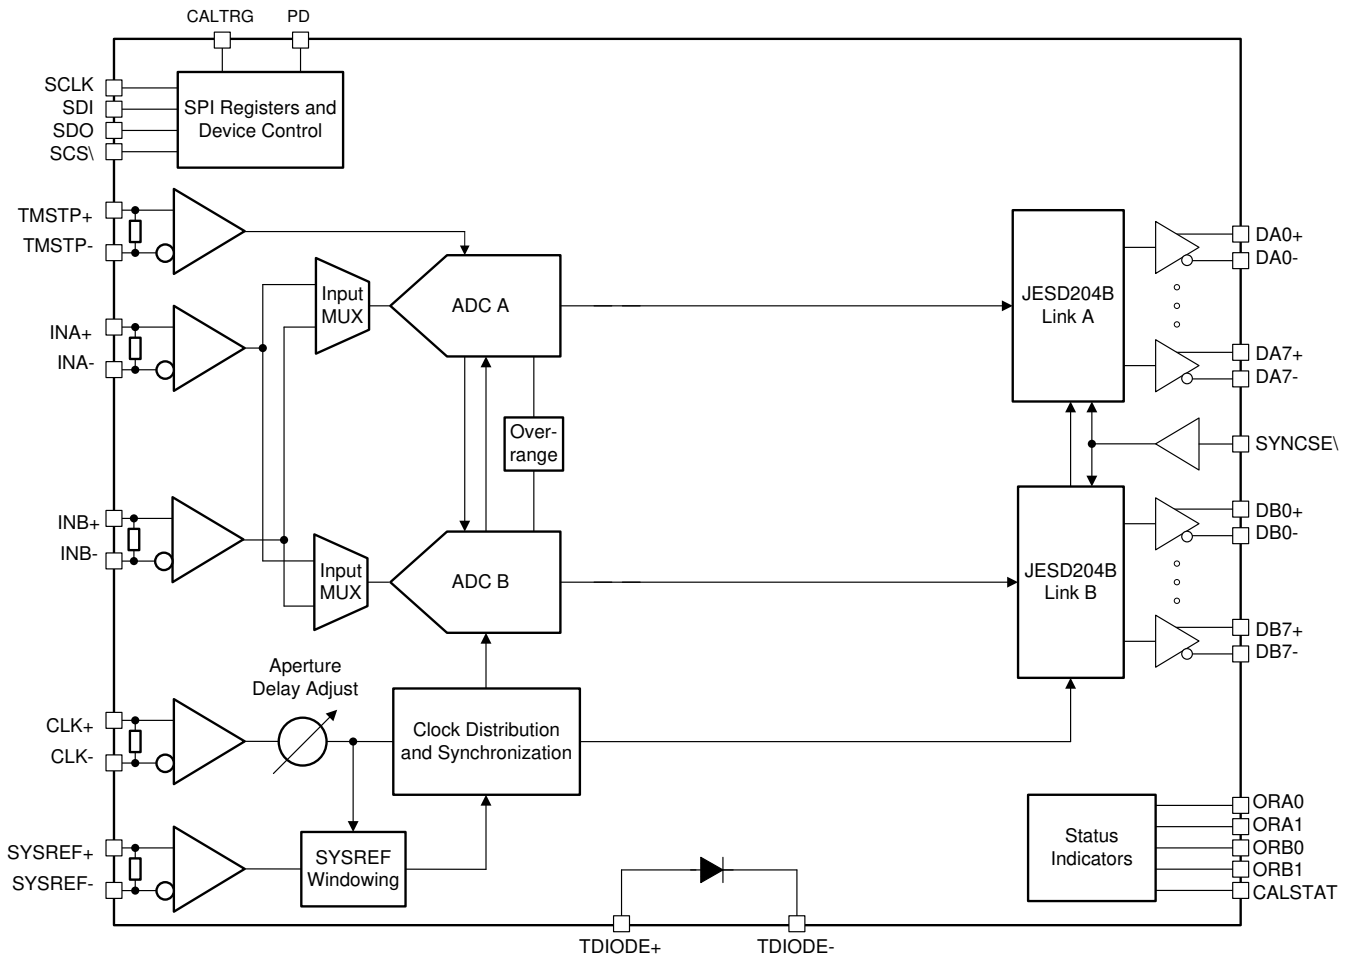 CALTRG
PD
SCLK
SDI
SDO
SCS\
SPI Registers and
Device Control
TMSTP+
TMSTP-
INA+
INA-
Input
MUX
ADC A
JESD204B
Link A
DA0+
DA0-
DA7+
DA7-
Over-
range
SYNCSE\
INB+
INB-
Input
MUX
ADC B
JESD204B
Link B
DB0+
DB0-
DB7+
DB7-
Aperture
Delay Adjust
CLK+
CLK-
Clock Distribution
and Synchronization
SYSREF+
SYSREF-
SYSREF
Windowing
Status
Indicators
ORA0
ORA1
ORB0
ORB1
CALSTAT
TDIODE+
TDIODE-